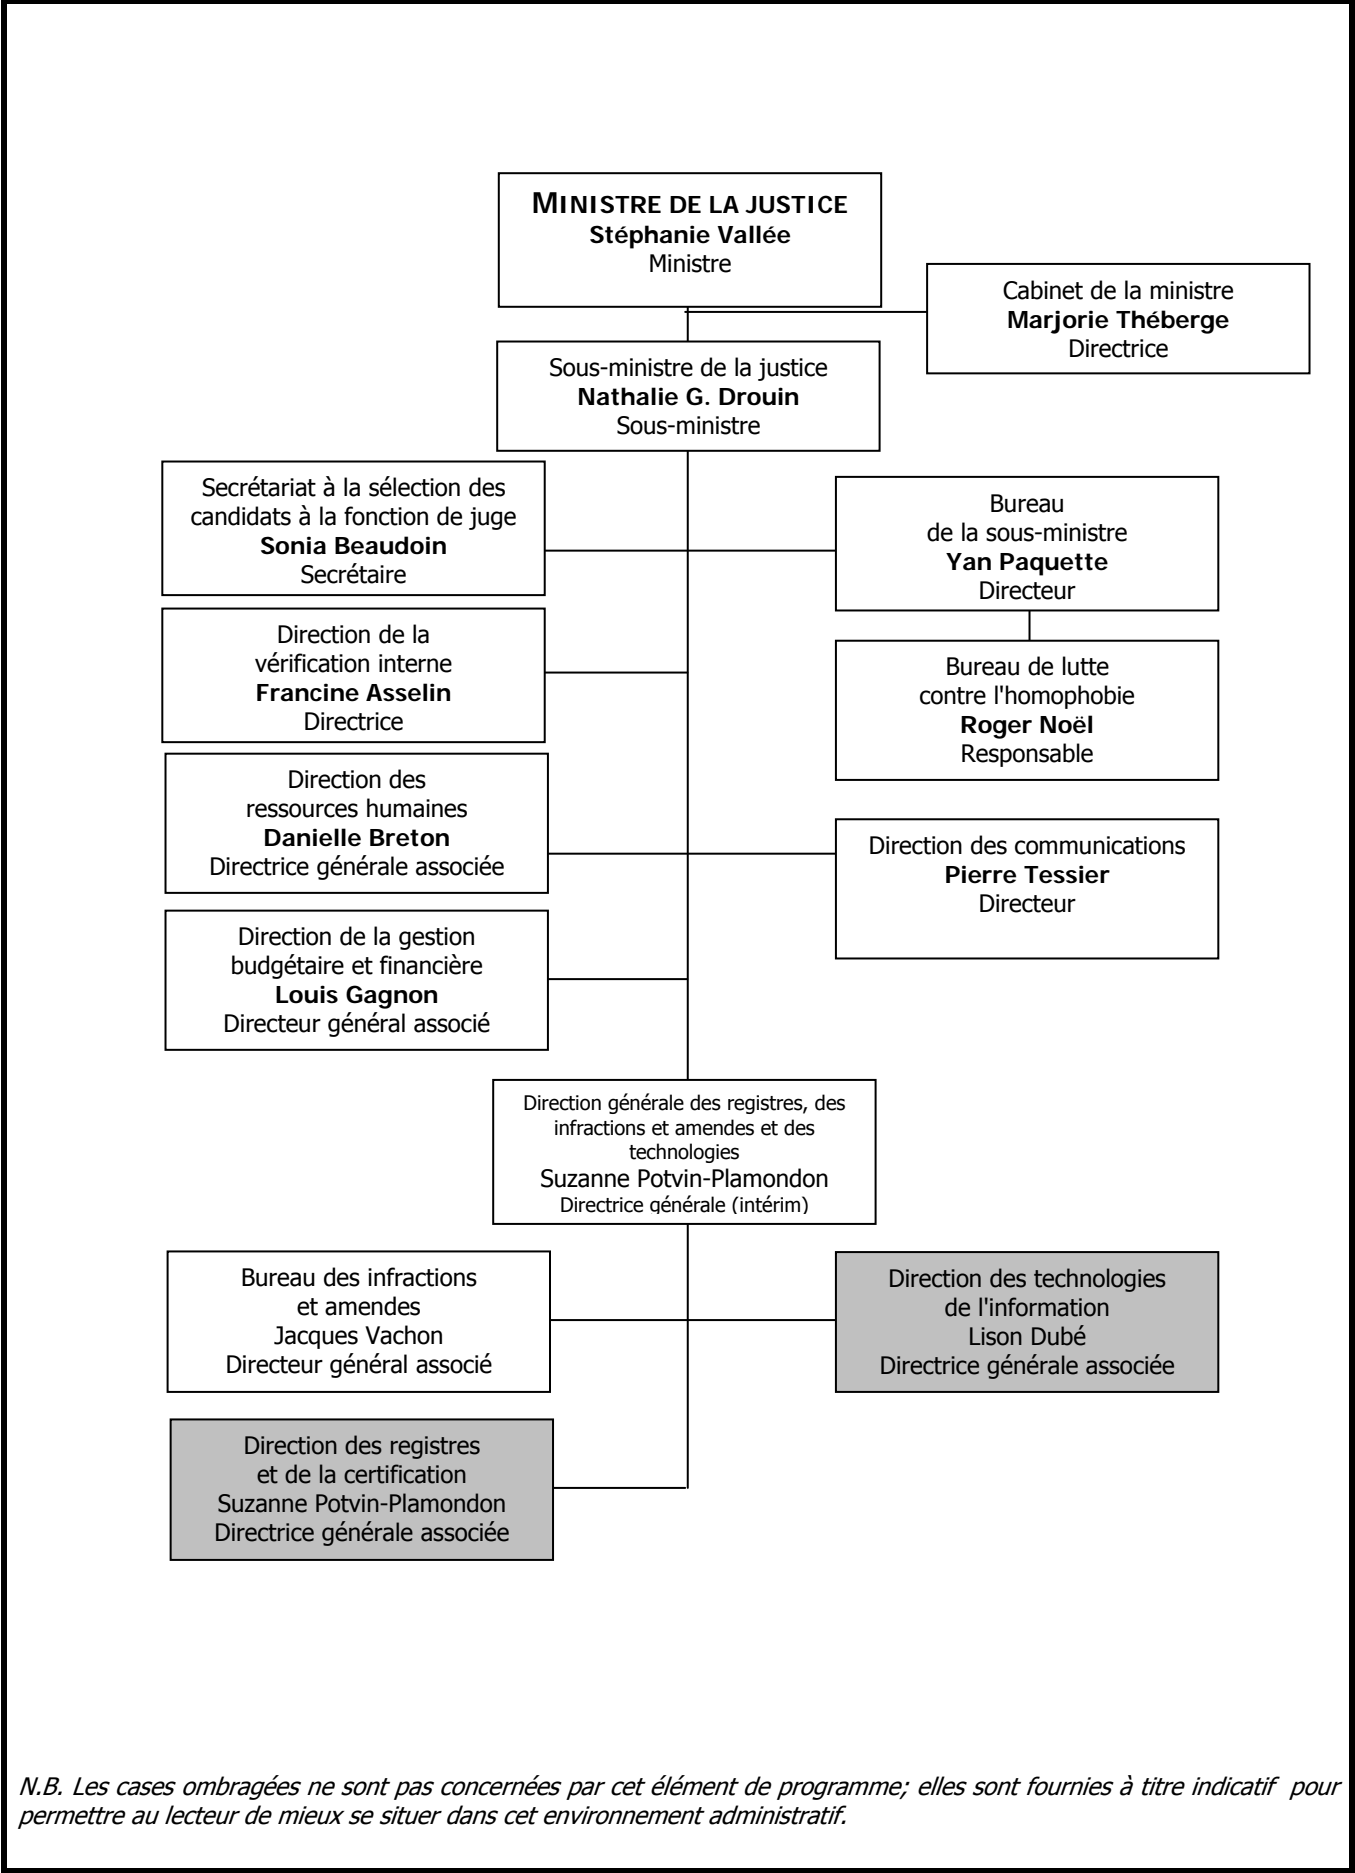 MINISTRE DE LA JUSTICE
Stéphanie Vallée
Ministre
Cabinet de la ministre
Marjorie Théberge
Directrice
Sous-ministre de la justice
Nathalie G. Drouin
Sous-ministre
Secrétariat à la sélection des
candidats à la fonction de juge
Sonia Beaudoin
Secrétaire
Bureau
de la sous-ministre
Yan Paquette
Directeur
Direction de la
vérification interne
Francine Asselin
Directrice
Bureau de lutte
contre l'homophobie
Roger Noël
Responsable
Direction des
ressources humaines
Danielle Breton
Directrice générale associée
Direction des communications
Pierre Tessier
Directeur
Direction de la gestion
budgétaire et financière
Louis Gagnon
Directeur général associé
Direction générale des registres, des
infractions et amendes et des
technologies
Suzanne Potvin-Plamondon
Directrice générale (intérim)
Bureau des infractions
et amendes
Jacques Vachon
Directeur général associé
Direction des technologies
de l'information
Lison Dubé
Directrice générale associée
Direction des registres
et de la certification
Suzanne Potvin-Plamondon
Directrice générale associée
N.B. Les cases ombragées ne sont pas concernées par cet élément de programme; elles sont fournies à titre indicatif pour
permettre au lecteur de mieux se situer dans cet environnement administratif.